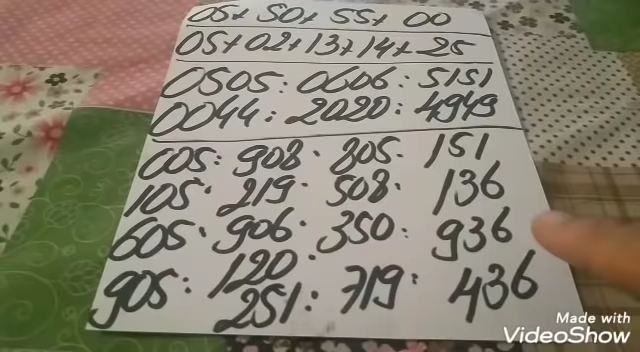 05+ 50+ 55+ 00
05+02+13+14+25
0505: 0606: 5151
0044: 2020: 4949
005: 908: 805: 151
105: 219: 508: 136
605: 906: 350: 936
905: 120:
251: 719: 436
Made with
VideoShow